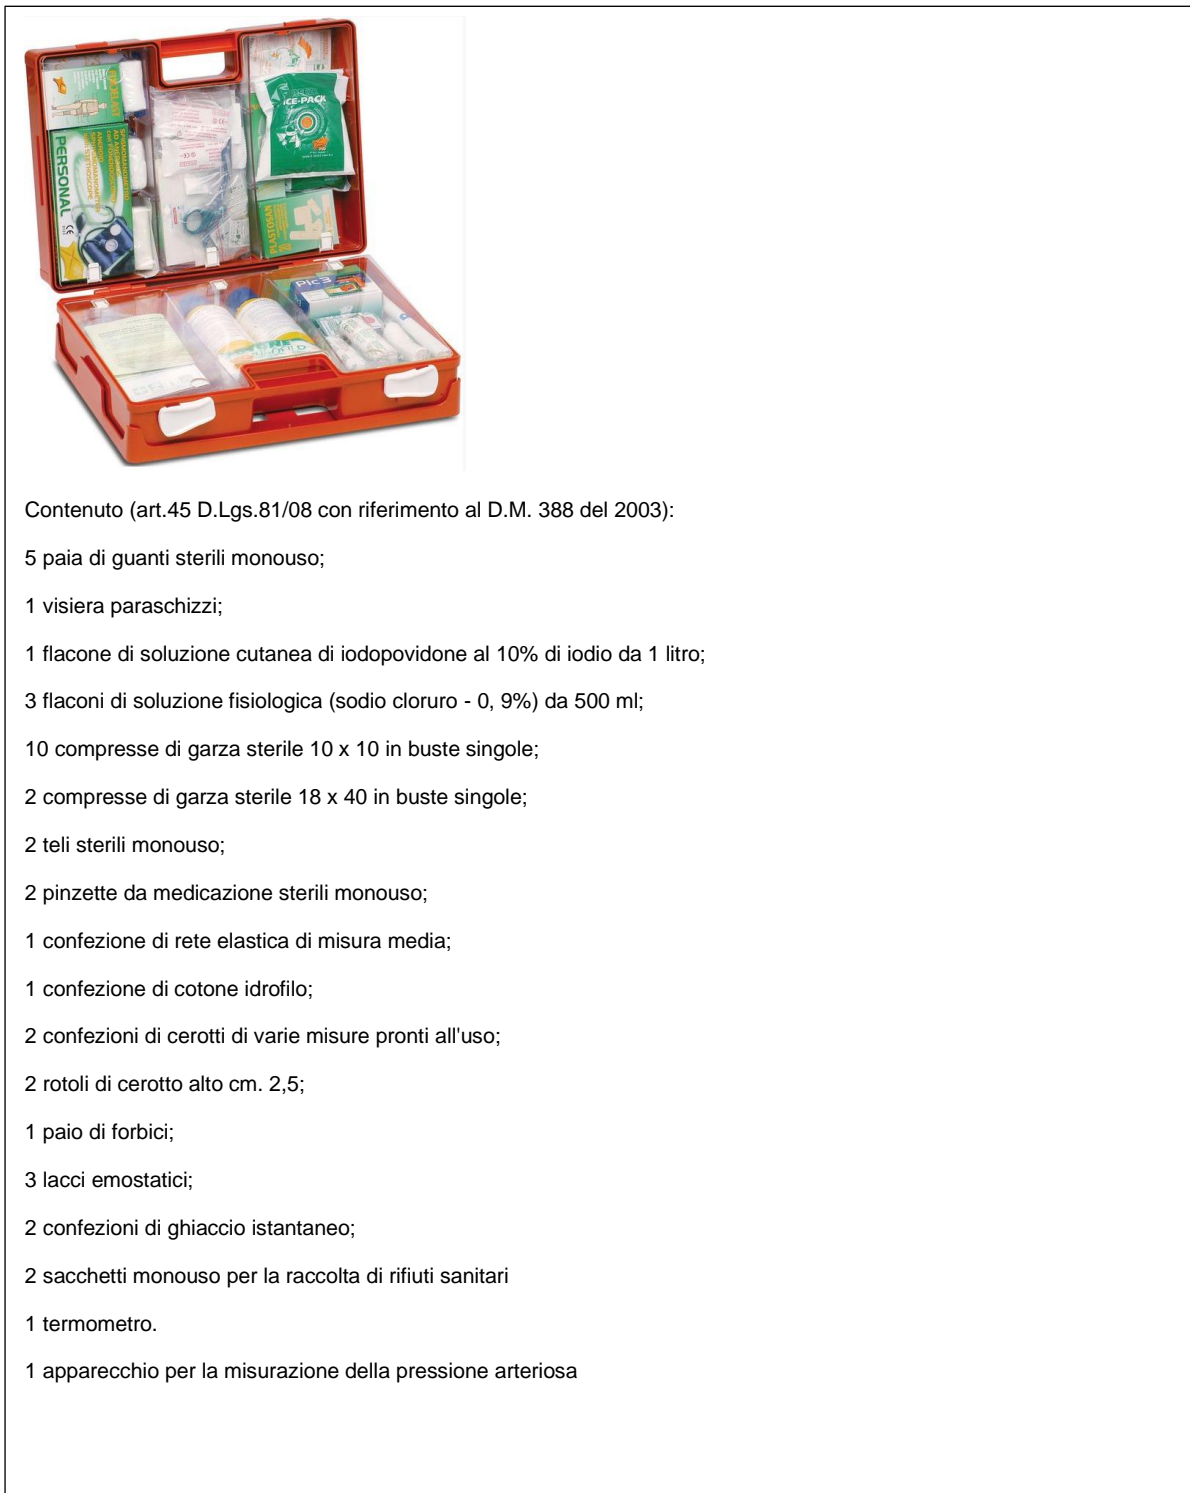 FIXELAST
PERSONAL
SFIGMOMANOMETRO
AD ANEROIDE
ICE-PACK
PLASTOSAN
Pic3
Contenuto (art.45 D.Lgs.81/08 con riferimento al D.M. 388 del 2003):
5 paia di guanti sterili monouso;
1 visiera paraschizzi;
1 flacone di soluzione cutanea di iodopovidone al 10% di iodio da 1 litro;
3 flaconi di soluzione fisiologica (sodio cloruro - 0, 9%) da 500 ml;
10 compresse di garza sterile 10 x 10 in buste singole;
2 compresse di garza sterile 18 x 40 in buste singole;
2 teli sterili monouso;
2 pinzette da medicazione sterili monouso;
1 confezione di rete elastica di misura media;
1 confezione di cotone idrofilo;
2 confezioni di cerotti di varie misure pronti all'uso;
2 rotoli di cerotto alto cm. 2,5;
1 paio di forbici;
3 lacci emostatici;
2 confezioni di ghiaccio istantaneo;
2 sacchetti monouso per la raccolta di rifiuti sanitari
1 termometro.
1 apparecchio per la misurazione della pressione arteriosa